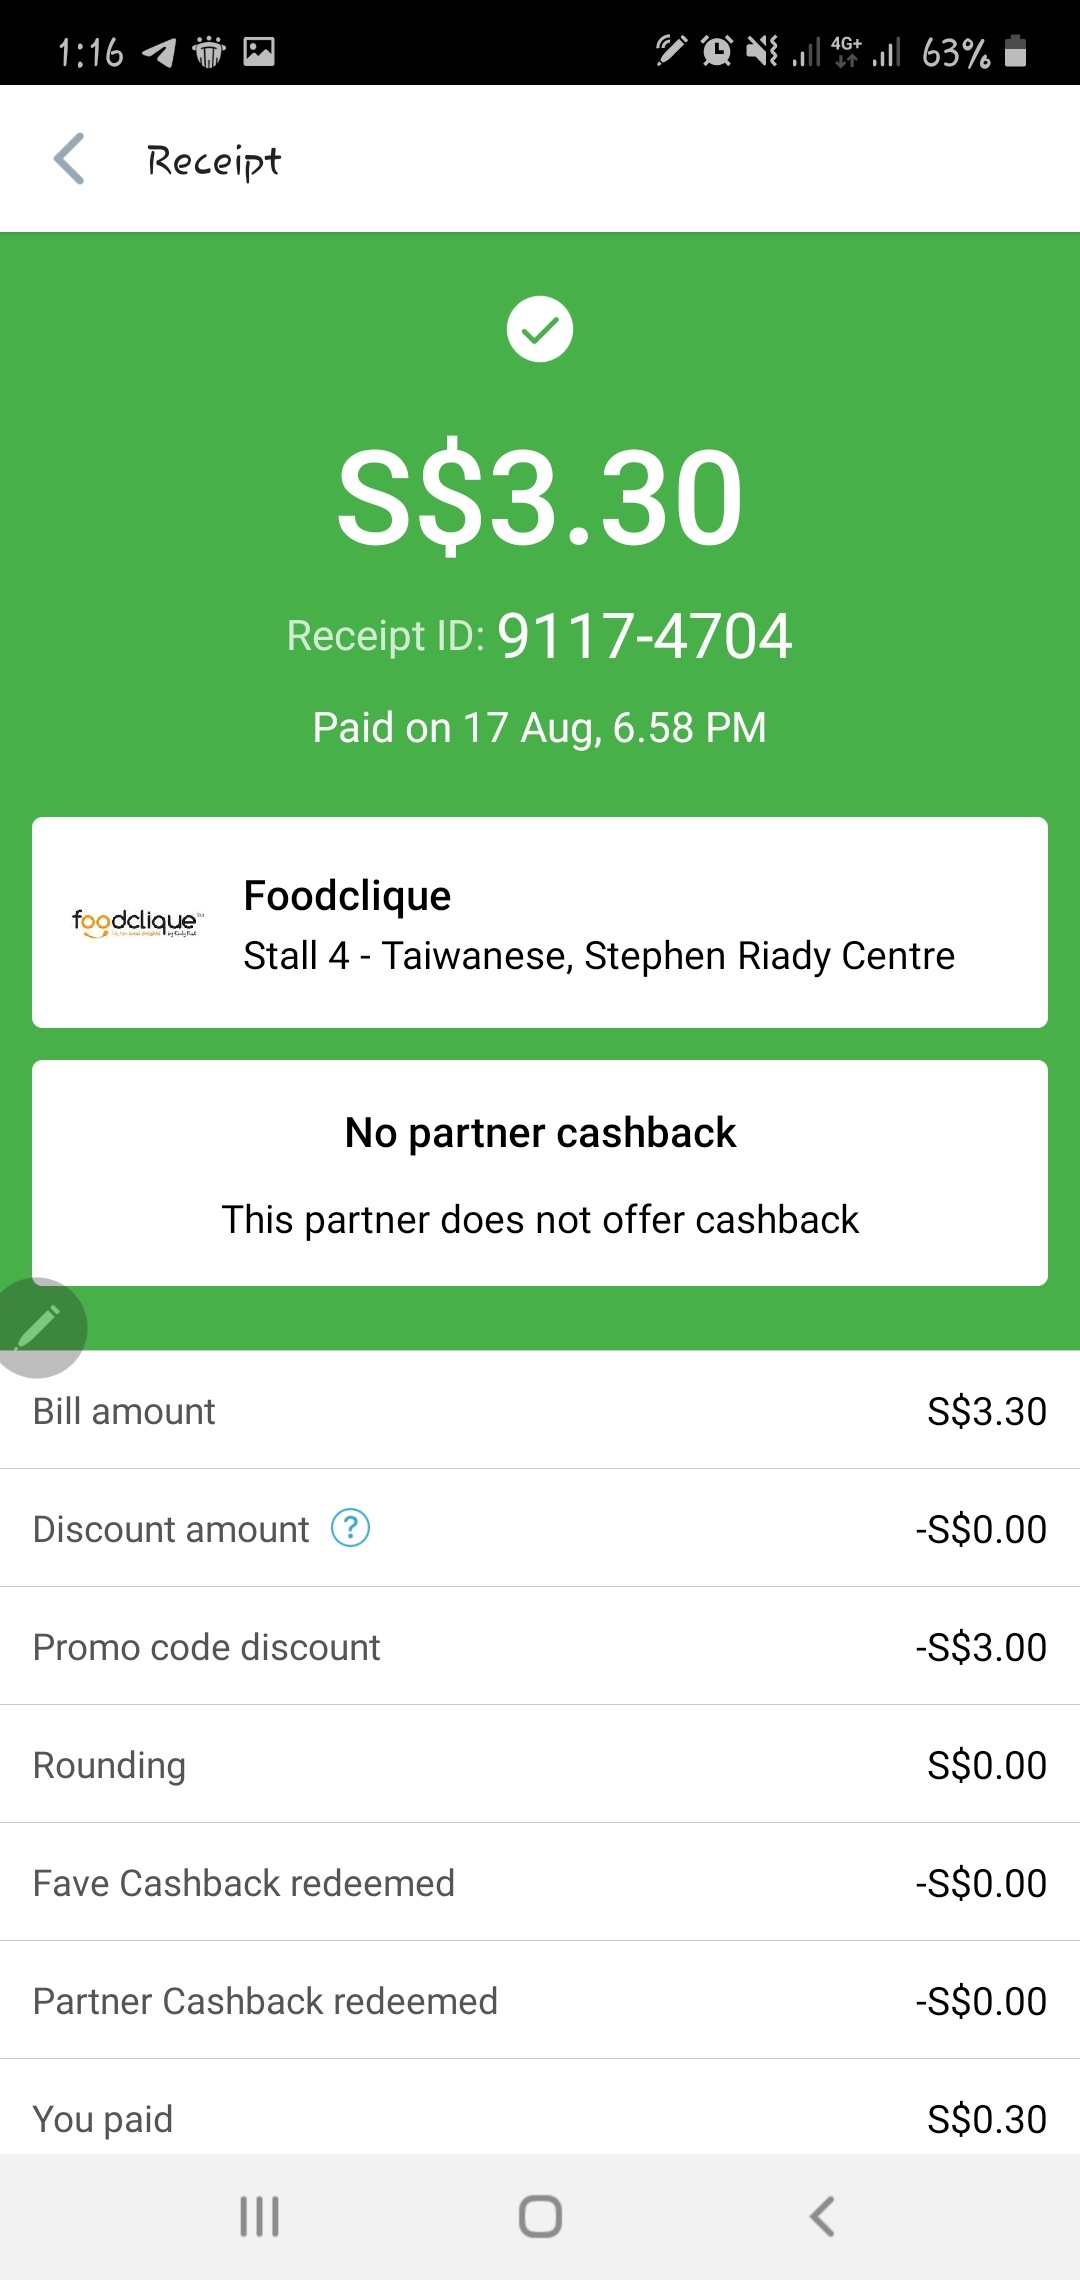 1:16 4G+ 63%
Receipt
S$3.30
Receipt ID: 9117-4704
Paid on 17 Aug, 6.58 PM
foodclique™
Foodclique
Stall 4 - Taiwanese, Stephen Riady Centre
No partner cashback
This partner does not offer cashback
Bill amount S$3.30
Discount amount ? -S$0.00
Promo code discount -S$3.00
Rounding S$0.00
Fave Cashback redeemed -S$0.00
Partner Cashback redeemed -S$0.00
You paid S$0.30